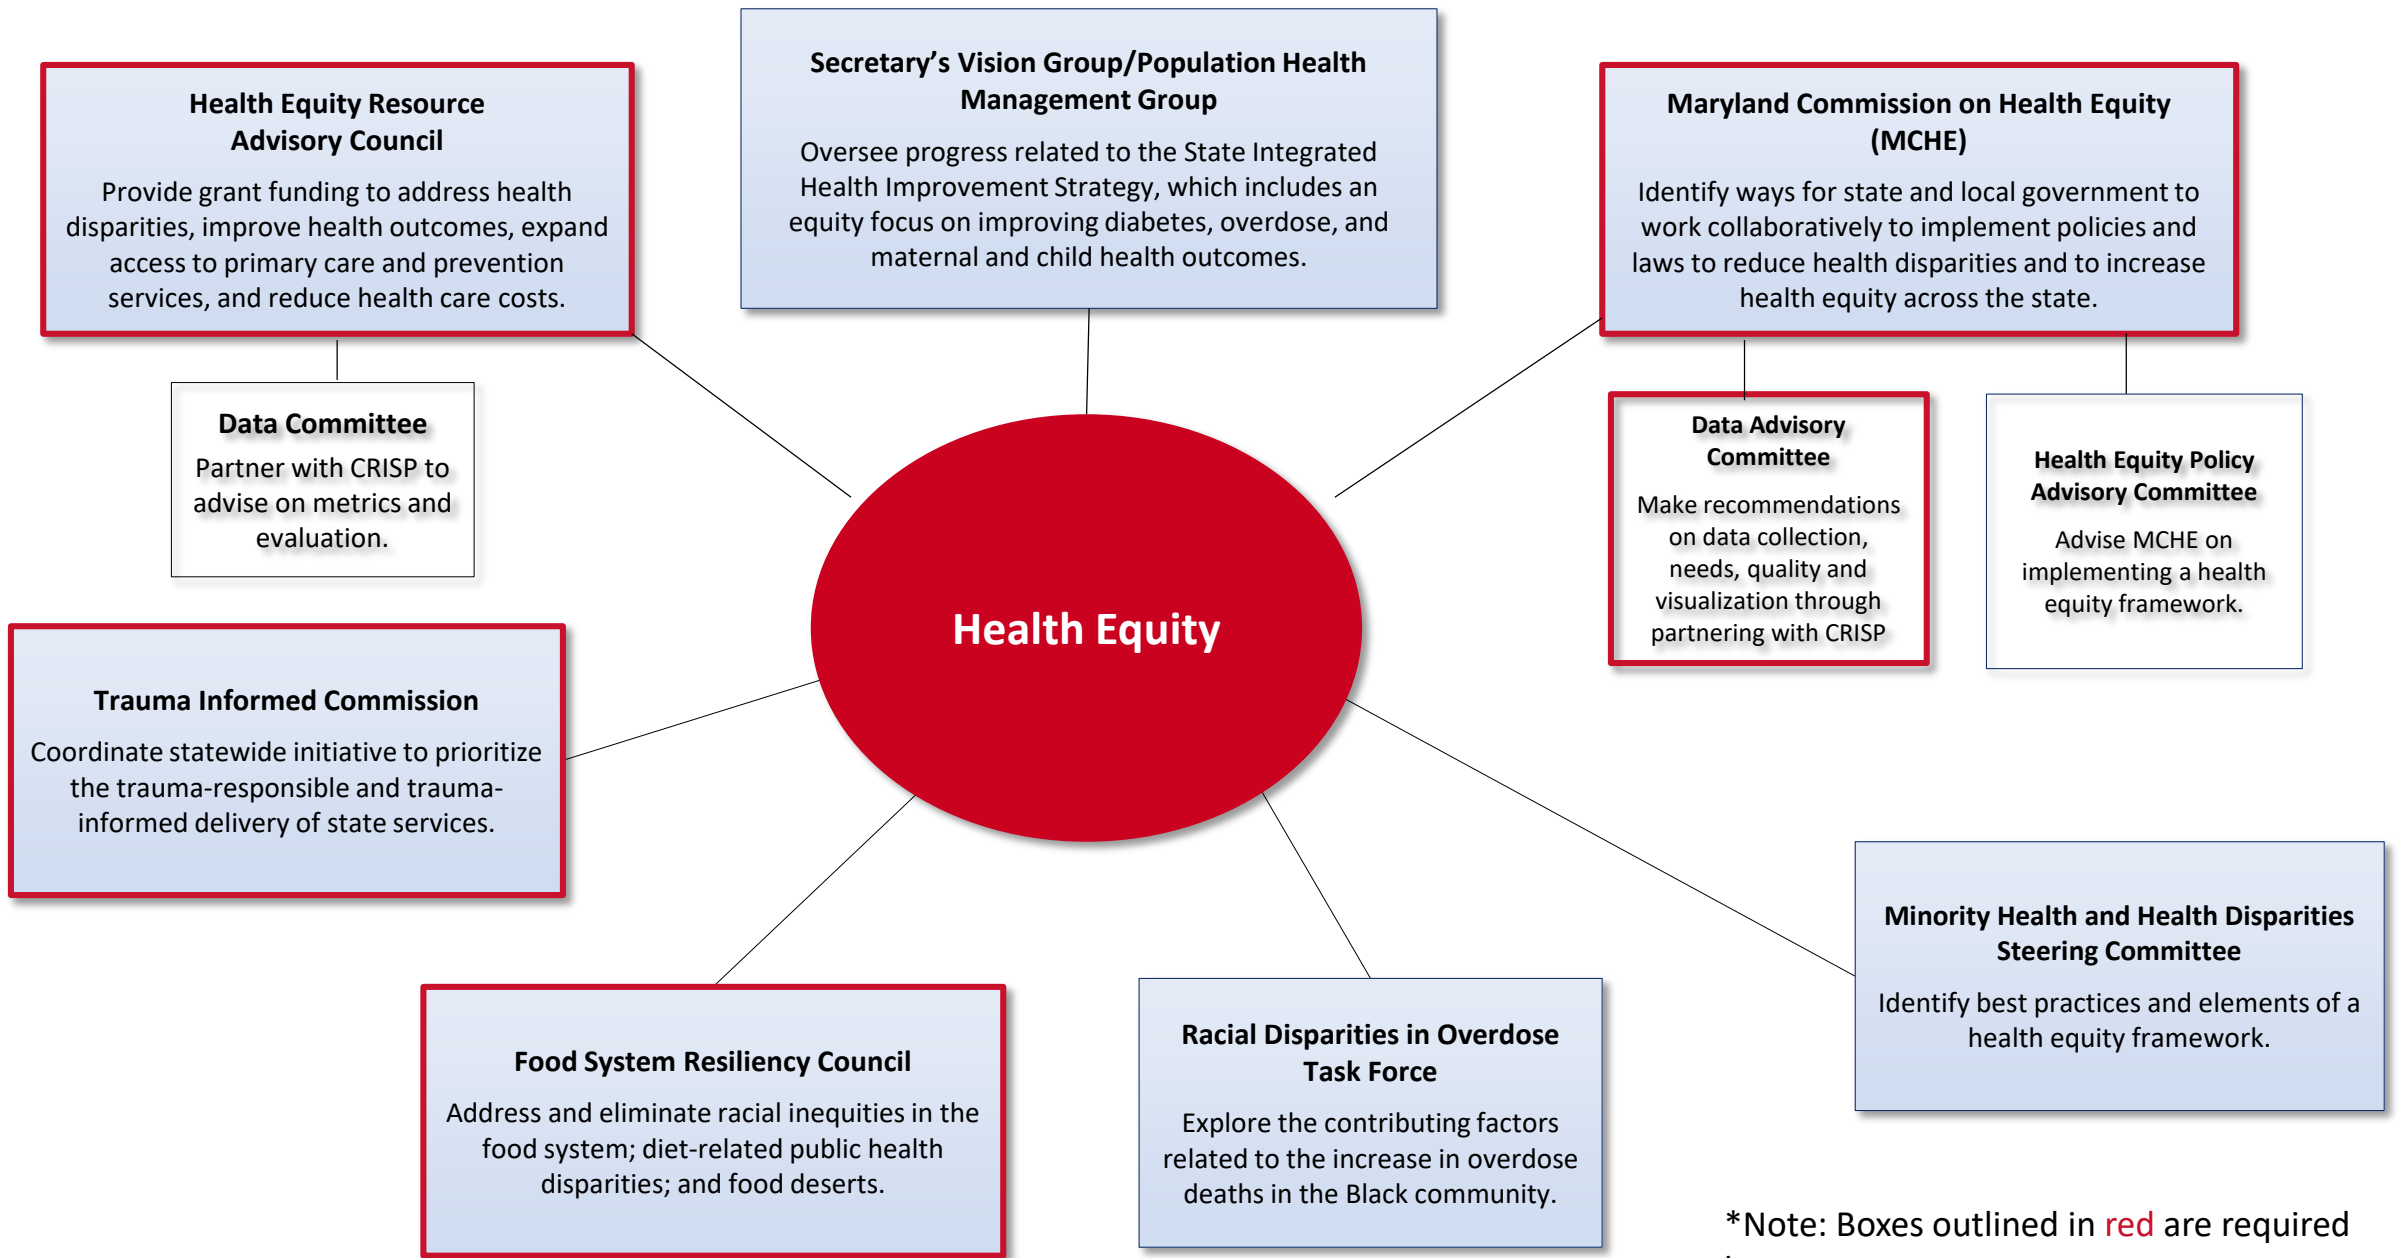 Health Equity Resource
Advisory Council
Provide grant funding to address health
disparities, improve health outcomes, expand
access to primary care and prevention
services, and reduce health care costs.
Secretary’s Vision Group/Population Health
Management Group
Oversee progress related to the State Integrated
Health Improvement Strategy, which includes an
equity focus on improving diabetes, overdose, and
maternal and child health outcomes.
Maryland Commission on Health Equity
(MCHE)
Identify ways for state and local government to
work collaboratively to implement policies and
laws to reduce health disparities and to increase
health equity across the state.
Data Committee
Partner with CRISP to
advise on metrics and
evaluation.
Data Advisory
Committee
Make recommendations
on data collection,
needs, quality and
visualization through
partnering with CRISP
Health Equity Policy
Advisory Committee
Advise MCHE on
implementing a health
equity framework.
Health Equity
Trauma Informed Commission
Coordinate statewide initiative to prioritize
the trauma-responsible and trauma-
informed delivery of state services.
Minority Health and Health Disparities
Steering Committee
Identify best practices and elements of a
health equity framework.
Food System Resiliency Council
Address and eliminate racial inequities in the
food system; diet-related public health
disparities; and food deserts.
Racial Disparities in Overdose
Task Force
Explore the contributing factors
related to the increase in overdose
deaths in the Black community.
*Note: Boxes outlined in red are required